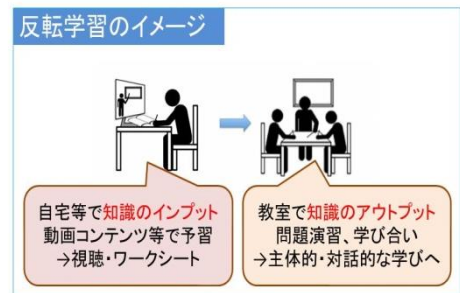 反転学習のイメージ
自宅等で知識のインプット
動画コンテンツ等で予習
→視聴・ワークシート
教室で知識のアウトプット
問題演習、学び合い
→主体的・対話的な学びへ